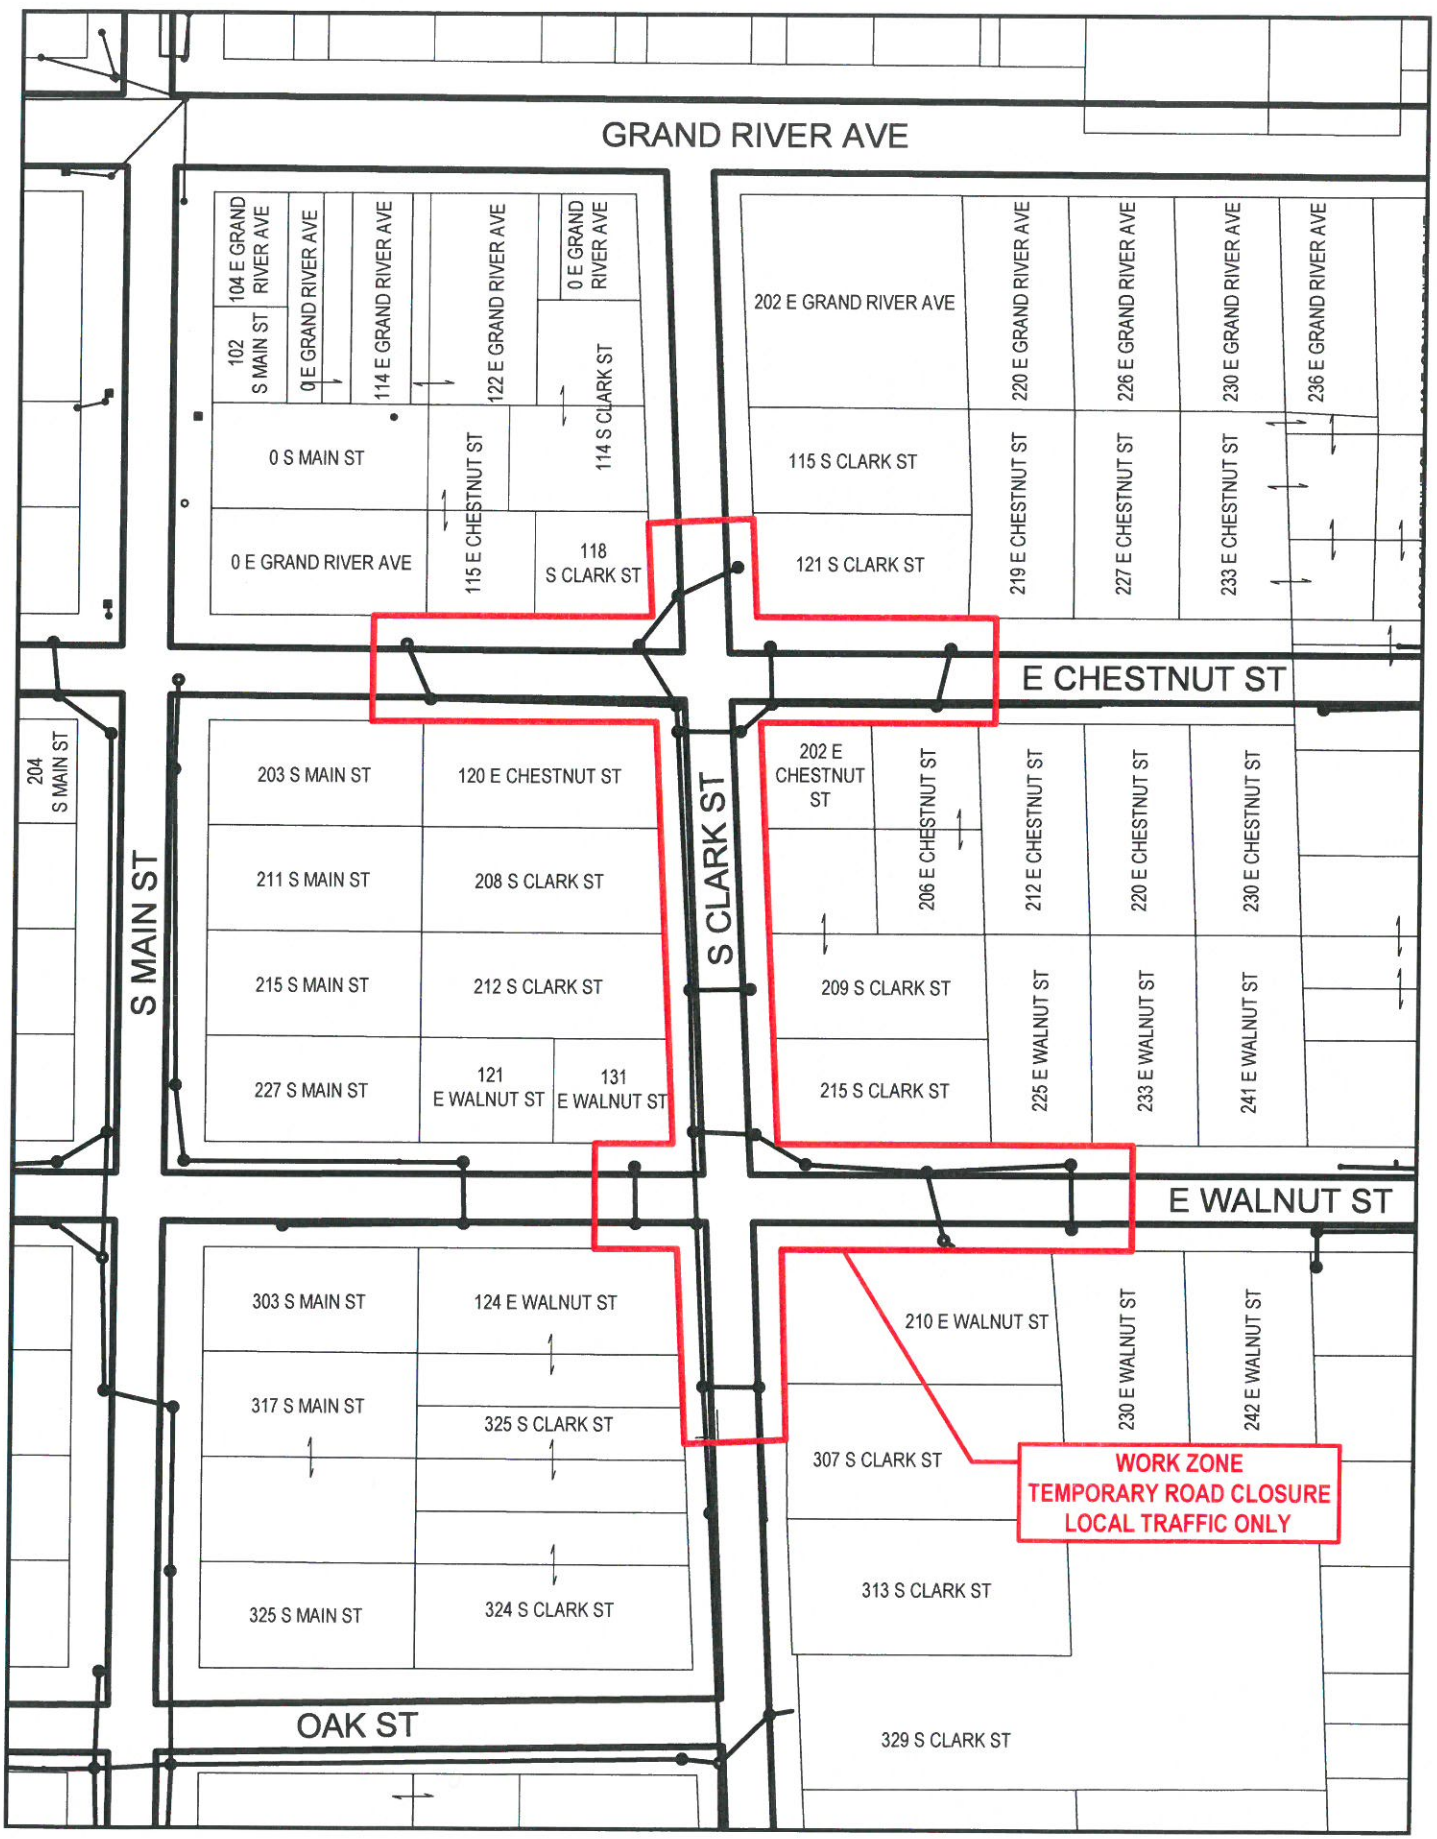 GRAND RIVER AVE
104 E GRAND
RIVER AVE
0 E GRAND RIVER AVE
114 E GRAND RIVER AVE
122 E GRAND RIVER AVE
0 E GRAND
RIVER AVE
102
S MAIN ST
114 S CLARK ST
202 E GRAND RIVER AVE
220 E GRAND RIVER AVE
226 E GRAND RIVER AVE
230 E GRAND RIVER AVE
236 E GRAND RIVER AVE
0 S MAIN ST
115 E CHESTNUT ST
0 E GRAND RIVER AVE
118
S CLARK ST
115 S CLARK ST
121 S CLARK ST
219 E CHESTNUT ST
227 E CHESTNUT ST
233 E CHESTNUT ST
E CHESTNUT ST
204
S MAIN ST
203 S MAIN ST
120 E CHESTNUT ST
202 E
CHESTNUT
ST
206 E CHESTNUT ST
212 E CHESTNUT ST
220 E CHESTNUT ST
230 E CHESTNUT ST
S MAIN ST
211 S MAIN ST
208 S CLARK ST
S CLARK ST
215 S MAIN ST
212 S CLARK ST
209 S CLARK ST
225 E WALNUT ST
233 E WALNUT ST
241 E WALNUT ST
227 S MAIN ST
121
E WALNUT ST
131
E WALNUT ST
215 S CLARK ST
E WALNUT ST
303 S MAIN ST
124 E WALNUT ST
210 E WALNUT ST
230 E WALNUT ST
242 E WALNUT ST
317 S MAIN ST
325 S CLARK ST
307 S CLARK ST
WORK ZONE
TEMPORARY ROAD CLOSURE
LOCAL TRAFFIC ONLY
313 S CLARK ST
325 S MAIN ST
324 S CLARK ST
OAK ST
329 S CLARK ST